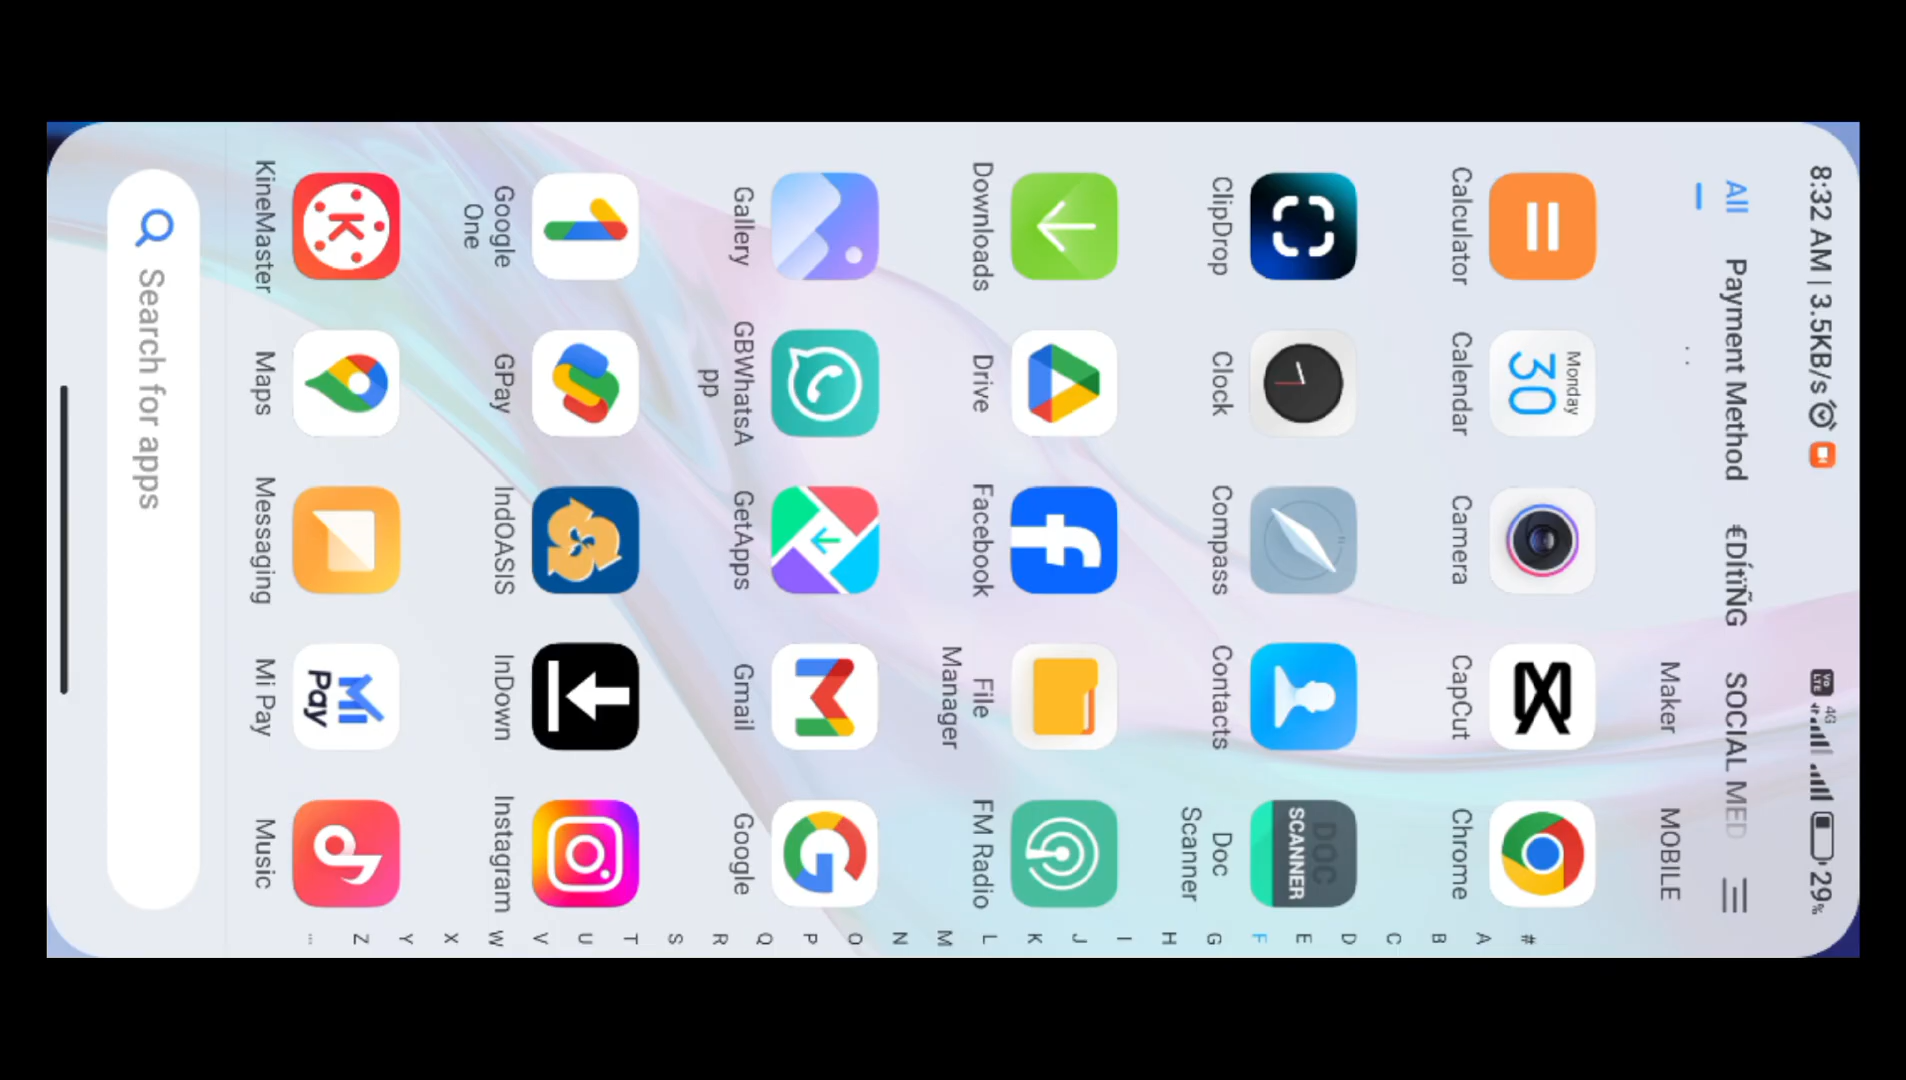 8:32 AM | 3.5KB/s 4G 29%
All Payment Method €DÍtïÑG SOCIAL MED
Maker MOBILE
Monday
30
Calculator Calendar Camera CapCut Chrome
DOC
SCANNER
ClipDrop Clock Compass Contacts Doc
Scanner
Downloads Drive Facebook File
Manager FM Radio
Gallery GBWhatsA
pp GetApps Gmail Google
Google
One GPay IndOASIS InDown Instagram
Mi
Pay
KineMaster Maps Messaging Mi Pay Music
Search for apps
#
A
B
C
D
E
F
G
H
I
J
K
L
M
N
O
P
Q
R
S
T
U
V
W
X
Y
Z
...